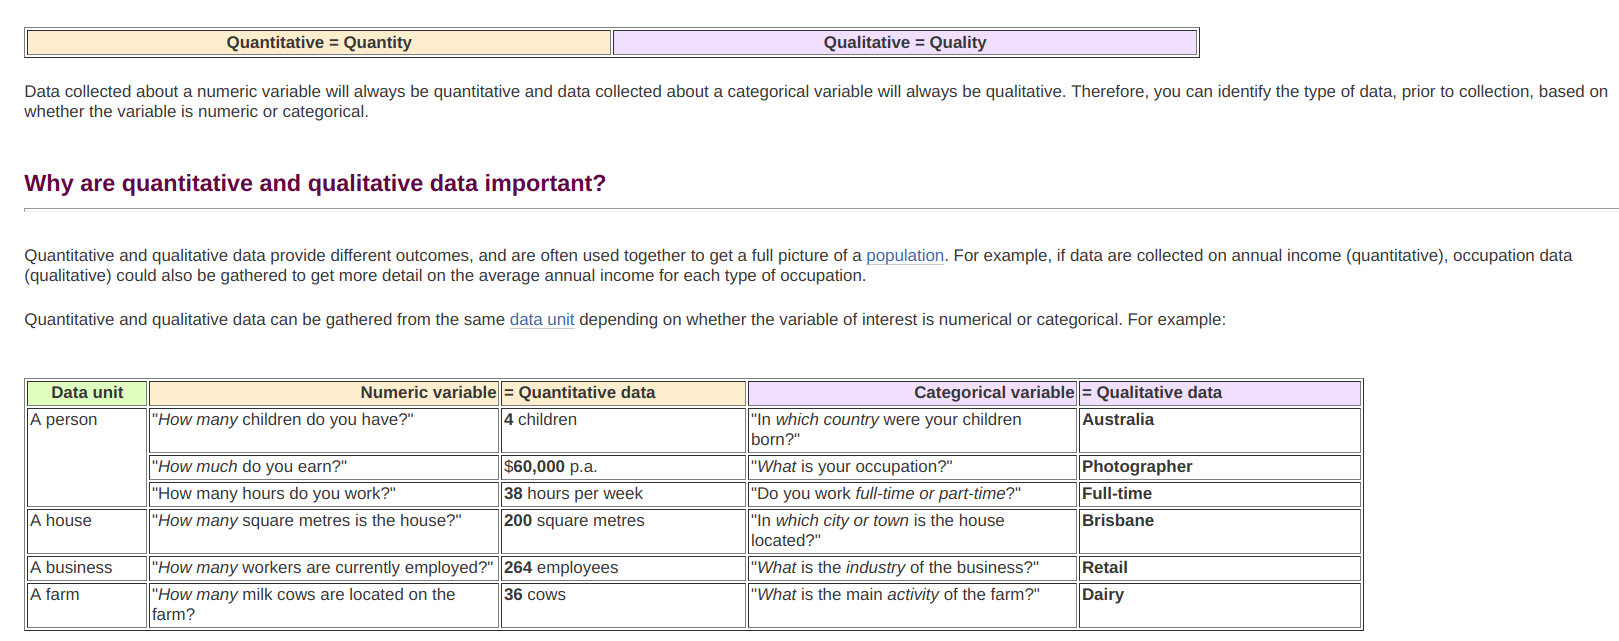 Quantitative = Quantity Qualitative = Quality
Data collected about a numeric variable will always be quantitative and data collected about a categorical variable will always be qualitative. Therefore, you can identify the type of data, prior to collection, based on
whether the variable is numeric or categorical.
Why are quantitative and qualitative data important?
Quantitative and qualitative data provide different outcomes, and are often used together to get a full picture of a population. For example, if data are collected on annual income (quantitative), occupation data
(qualitative) could also be gathered to get more detail on the average annual income for each type of occupation.
Quantitative and qualitative data can be gathered from the same data unit depending on whether the variable of interest is numerical or categorical. For example:
Data unit Numeric variable = Quantitative data Categorical variable = Qualitative data
A person "How many children do you have?" 4 children "In which country were your children
born?" Australia
"How much do you earn?" $60,000 p.a. "What is your occupation?" Photographer
"How many hours do you work?" 38 hours per week "Do you work full-time or part-time?" Full-time
A house "How many square metres is the house?" 200 square metres "In which city or town is the house
located?" Brisbane
A business "How many workers are currently employed?" 264 employees "What is the industry of the business?" Retail
A farm "How many milk cows are located on the
farm? 36 cows "What is the main activity of the farm?" Dairy